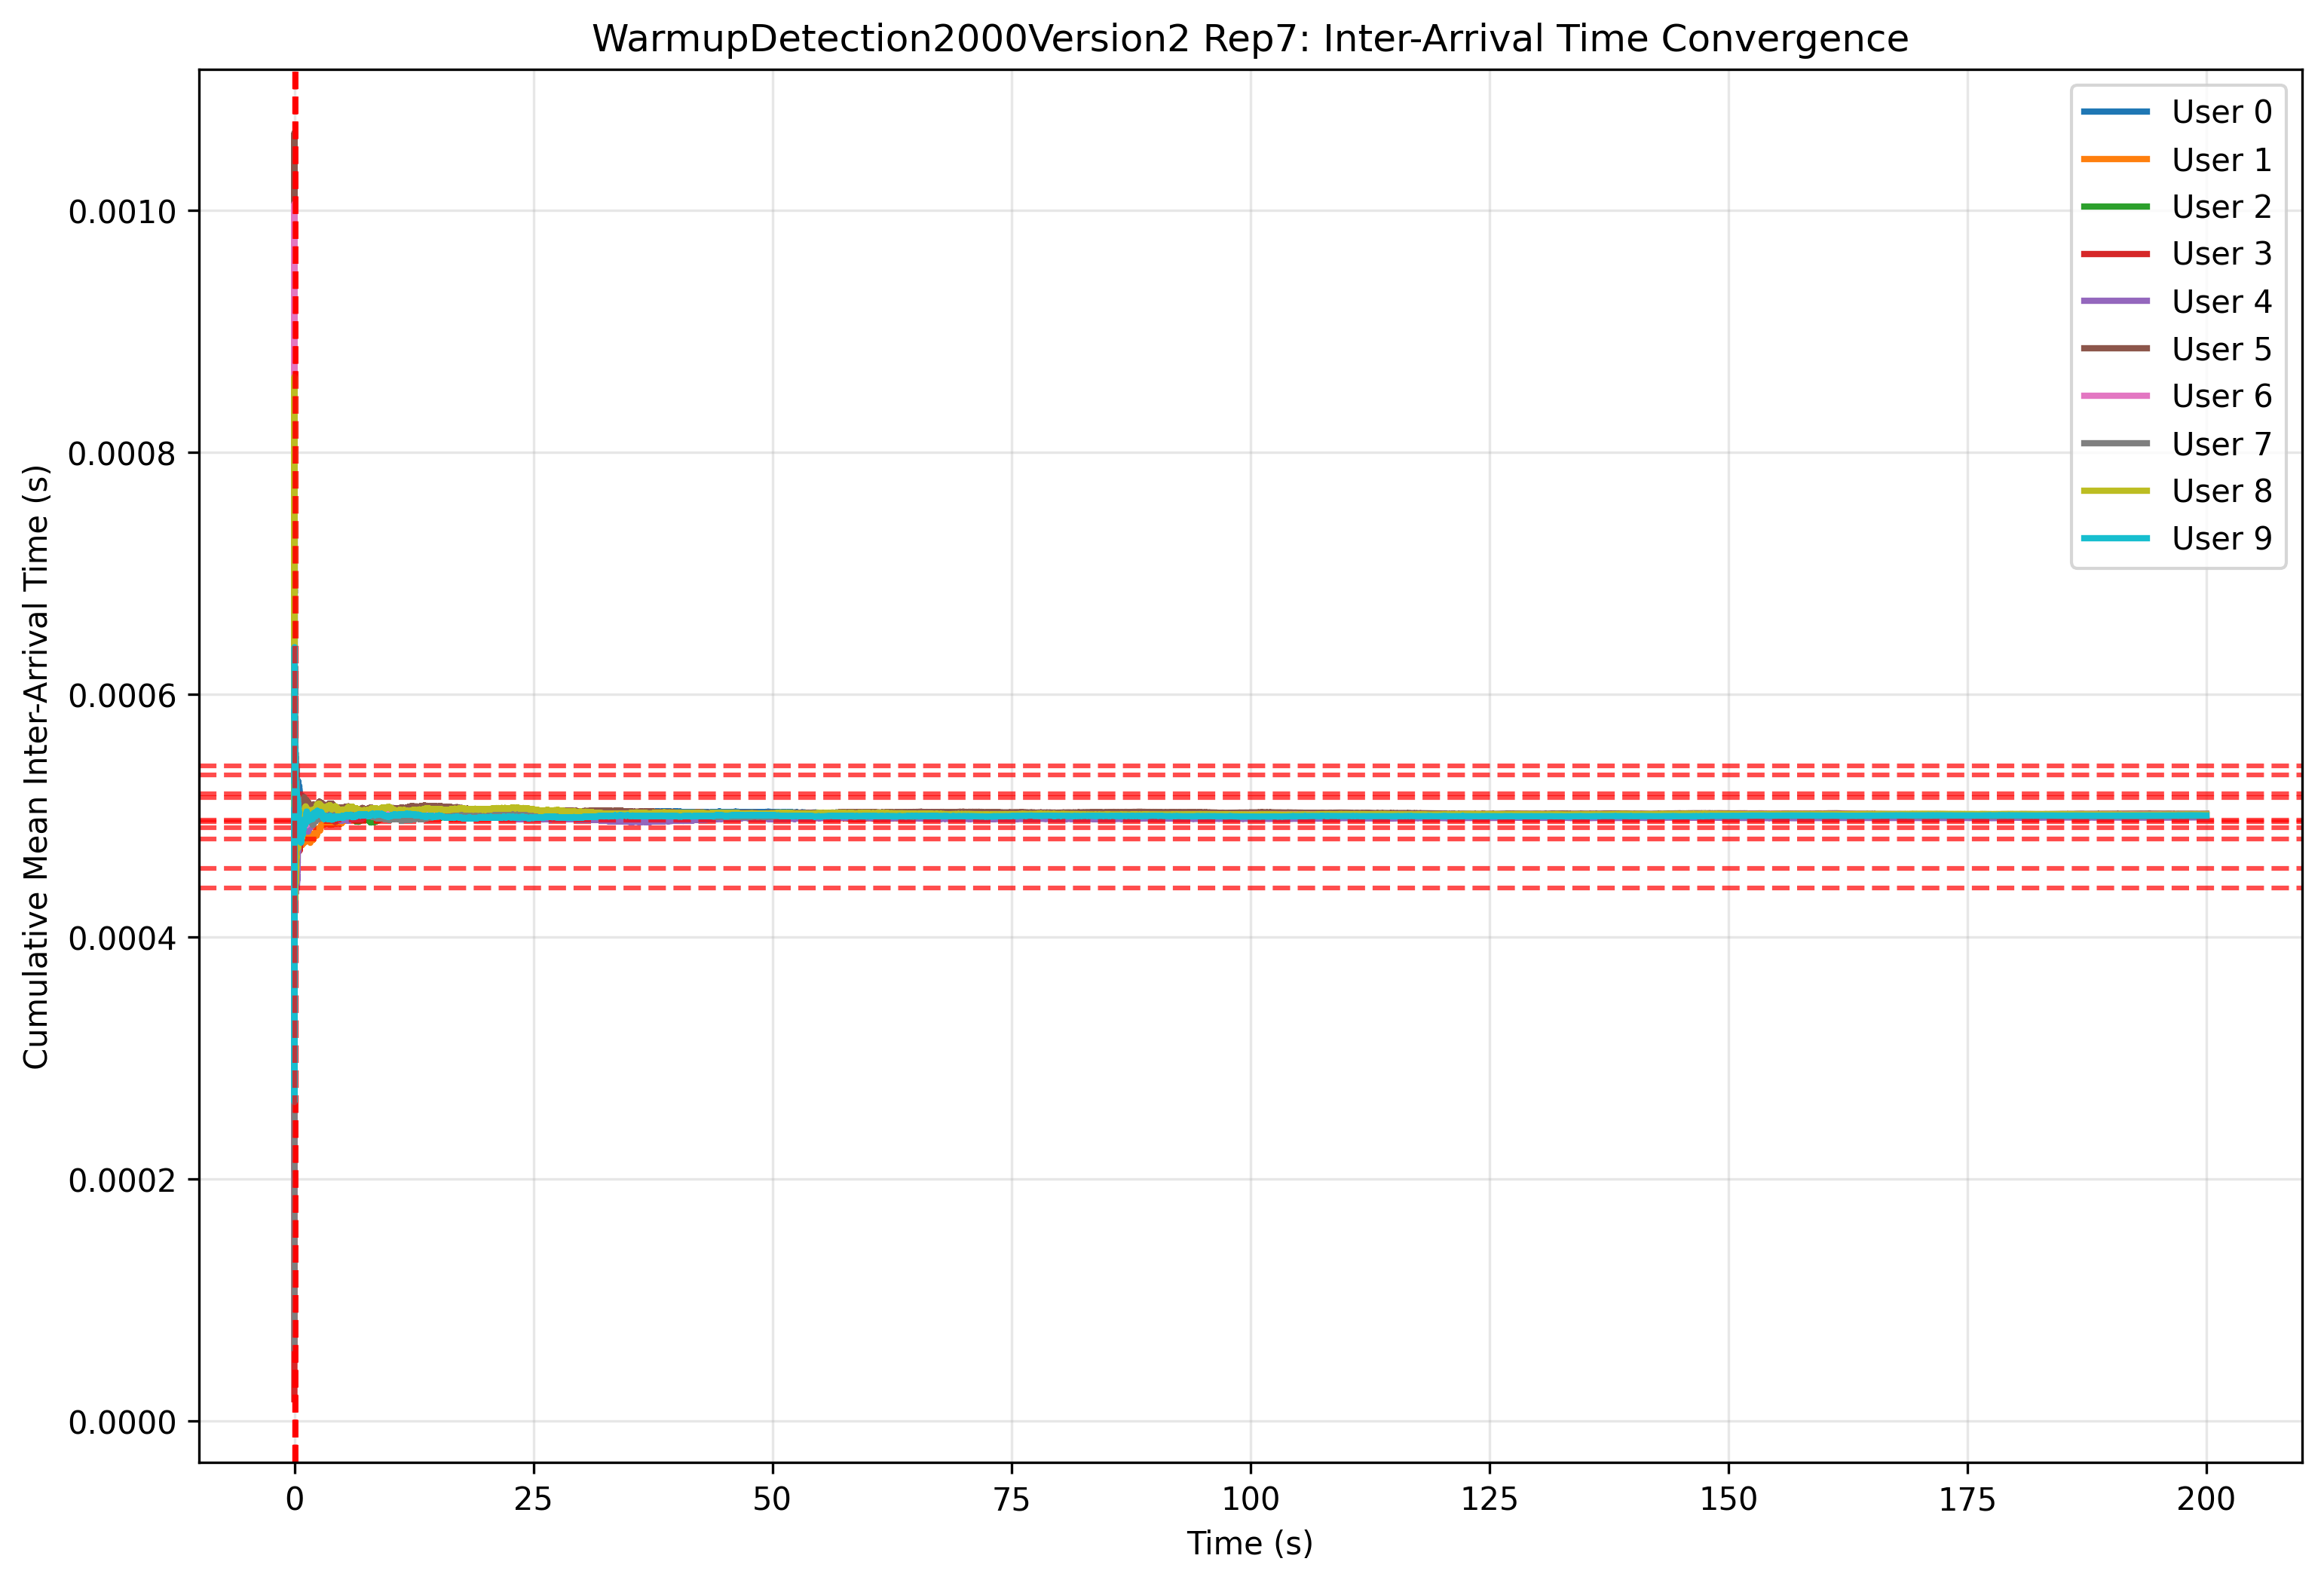 WarmupDetection2000Version2 Rep7: Inter-Arrival Time Convergence
User 0
User 1
User 2
User 3
User 4
User 5
User 6
User 7
User 8
User 9
Cumulative Mean Inter-Arrival Time (s)
0.0010
0.0008
0.0006
0.0004
0.0002
0.0000
0 25 50 75 100 125 150 175 200
Time (s)